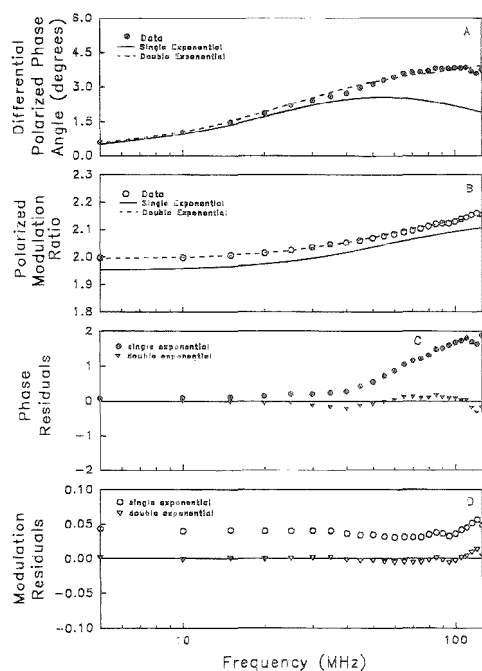 Differential
Polarized Phase
Angle (degrees)
6.0
4.5
3.0
1.5
0.0
A
Data
Single Exponential
Double Exponential
Polarized
Modulation
Ratio
2.3
2.2
2.1
2.0
1.9
1.8
B
Data
Single Exponential
Double Exponential
Phase
Residuals
2
1
0
-1
-2
C
single exponential
double exponential
Modulation
Residuals
0.10
0.05
0.00
-0.05
-0.10
D
single exponential
double exponential
10
100
Frequency (MHz)